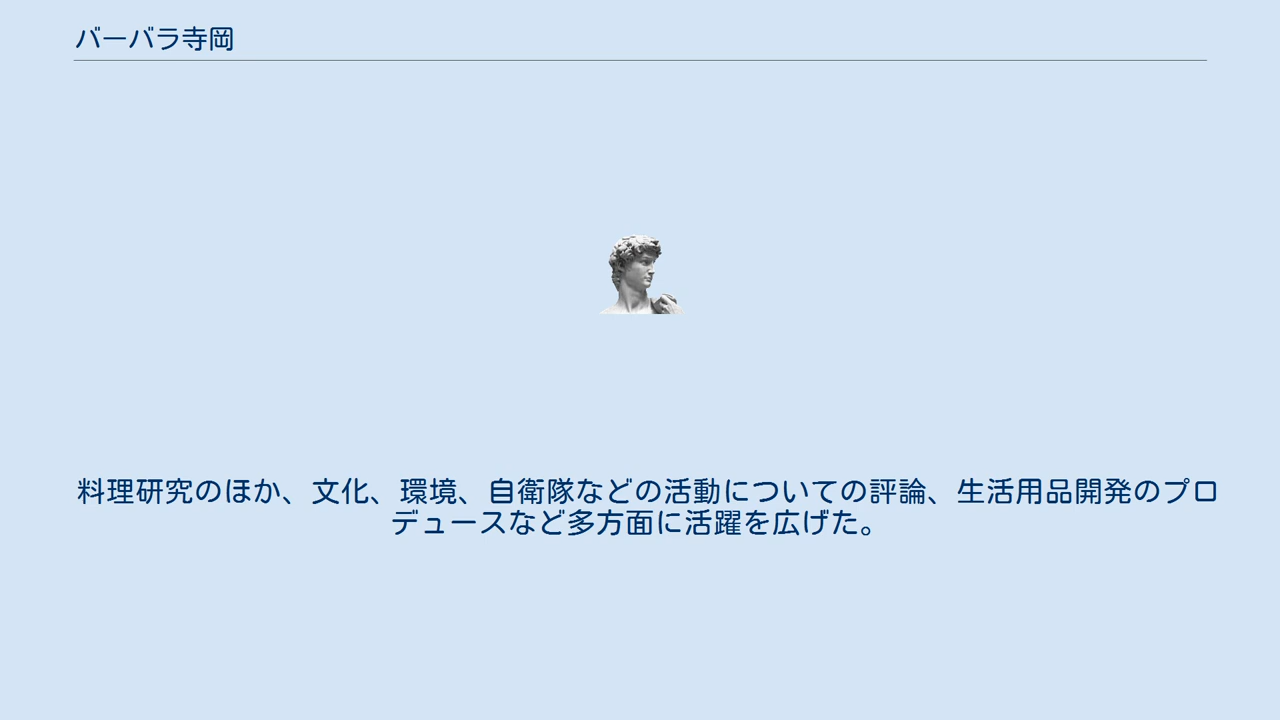 バーバラ寺岡
料理研究のほか、文化、環境、自衛隊などの活動についての評論、生活用品開発のプロ
デュースなど多方面に活躍を広げた。